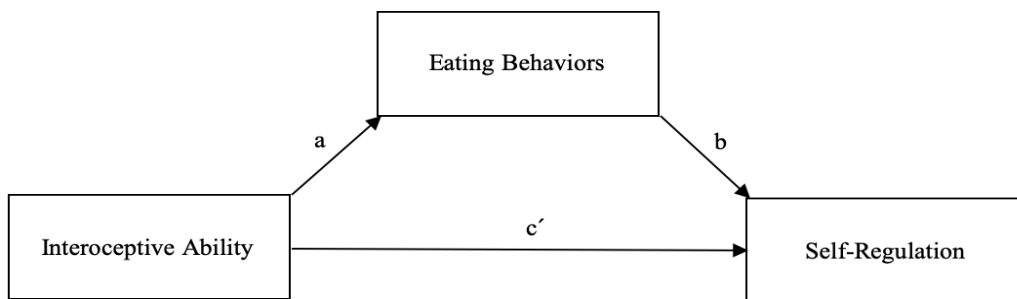 Eating Behaviors
a
b
Interoceptive Ability
c´
Self-Regulation